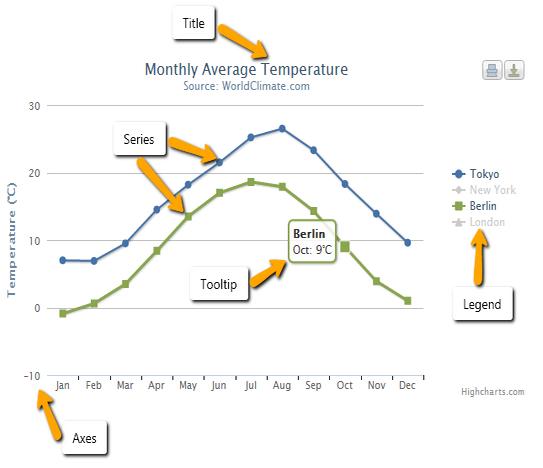 Title
Monthly Average Temperature
Source: WorldClimate.com
Temperature (°C)
30
20
10
0
-10
Series
Berlin
Oct: 9°C
Tooltip
Tokyo
New York
Berlin
London
Legend
Jan Feb Mar Apr May Jun Jul Aug Sep Oct Nov Dec
Highcharts.com
Axes